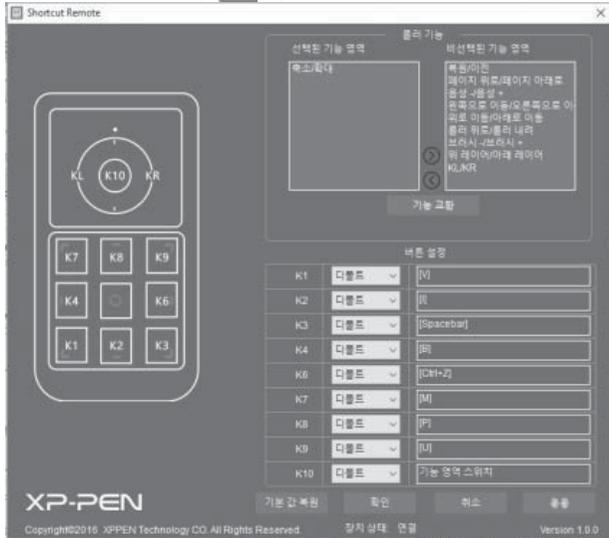 Shortcut Remote
롤러 기능
선택된 기능 영역
비선택된 기능 영역
축소/확대
복원/이전
페이지 위로/페이지 아래로
음성 -/음성 +
왼쪽으로 이동/오른쪽으로 이
위로 이동/아래로 이동
롤러 위로/롤러 내려
브러시 -/브러시 +
위 레이어/아래 레이어
KL/KR
기능 교환
KL
K10
KR
K7
K8
K9
K4
K6
K1
K2
K3
버튼 설정
K1 디폴트 [V]
K2 디폴트 [I]
K3 디폴트 [Spacebar]
K4 디폴트 [B]
K6 디폴트 [Ctrl+Z]
K7 디폴트 [M]
K8 디폴트 [P]
K9 디폴트 [U]
K10 디폴트 기능 영역 스위치
XP-PEN
기본 값 복원
확인
취소
응용
Copyright©2016 XPPEN Technology CO. All Rights Reserved.
장치 상태: 연결
Version 1.0.0